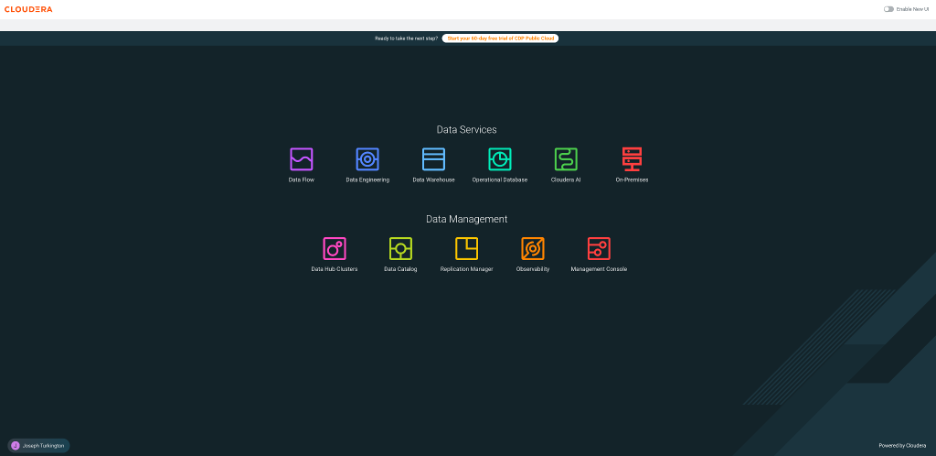 CLOUDERA
Enable New UI
Ready to take the next step? Start your 60-day free trial of CDP Public Cloud
Data Services
Data Flow Data Engineering Data Warehouse Operational Database Cloudera AI On-Premises
Data Management
Data Hub Clusters Data Catalog Replication Manager Observability Management Console
J Joseph Turkington
Powered by Cloudera